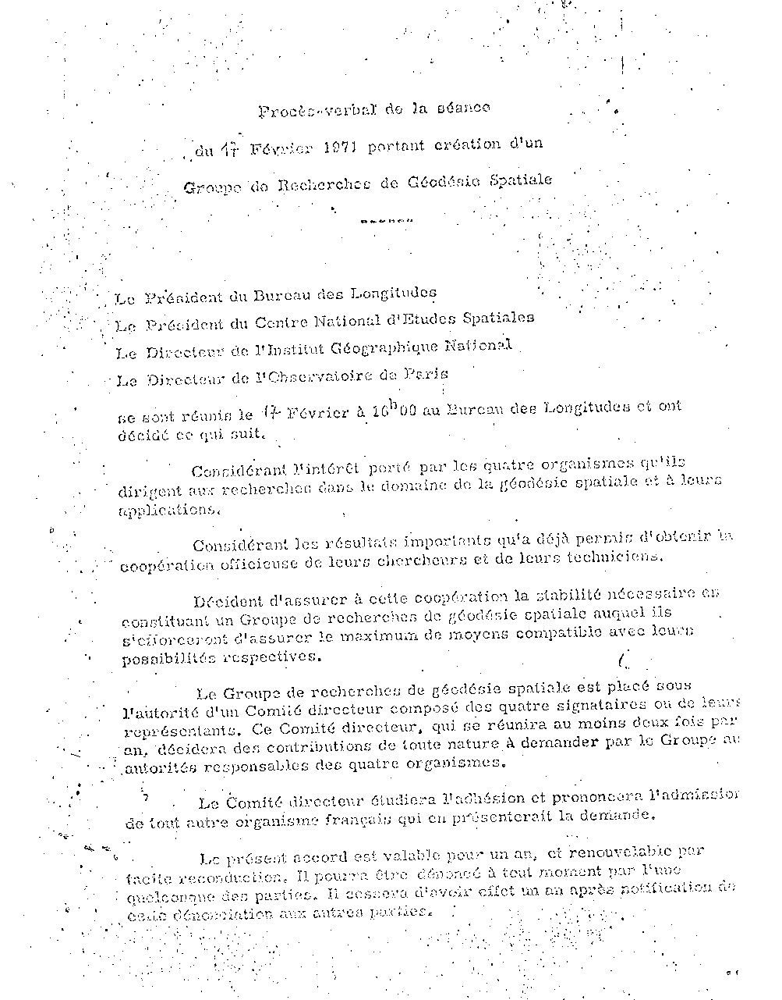 Procès-verbal de la séance
du 17 Février 1971 portant création d'un
Groupe de Recherches de Géodésie Spatiale
-------
Le Président du Bureau des Longitudes
Le Président du Centre National d'Etudes Spatiales
Le Directeur de l'Institut Géographique National
Le Directeur de l'Observatoire de Paris
se sont réunis le 17 Février à 16h00 au Bureau des Longitudes et ont
décidé ce qui suit.
Considérant l'intérêt porté par les quatre organismes qu'ils
dirigent aux recherches dans le domaine de la géodésie spatiale et à leurs
applications.
Considérant les résultats importants qu'a déjà permis d'obtenir la
coopération officieuse de leurs chercheurs et de leurs techniciens.
Décident d'assurer à cette coopération la stabilité nécessaire en
constituant un Groupe de recherches de géodésie spatiale auquel ils
s'efforceront d'assurer le maximum de moyens compatible avec leurs
possibilités respectives.
Le Groupe de recherches de géodésie spatiale est placé sous
l'autorité d'un Comité directeur composé des quatre signataires ou de leurs
représentants. Ce Comité directeur, qui se réunira au moins deux fois par
an, décidera des contributions de toute nature à demander par le Groupe au
autorités responsables des quatre organismes.
Le Comité directeur étudiera l'adhésion et prononcera l'admission
de tout autre organisme français qui en présenterait la demande.
Le présent accord est valable pour un an, et renouvelable par
tacite reconduction. Il pourra être dénoncé à tout moment par l'une
quelconque des parties. Il cessera d'avoir effet un an après notification de
cette dénonciation aux autres parties.